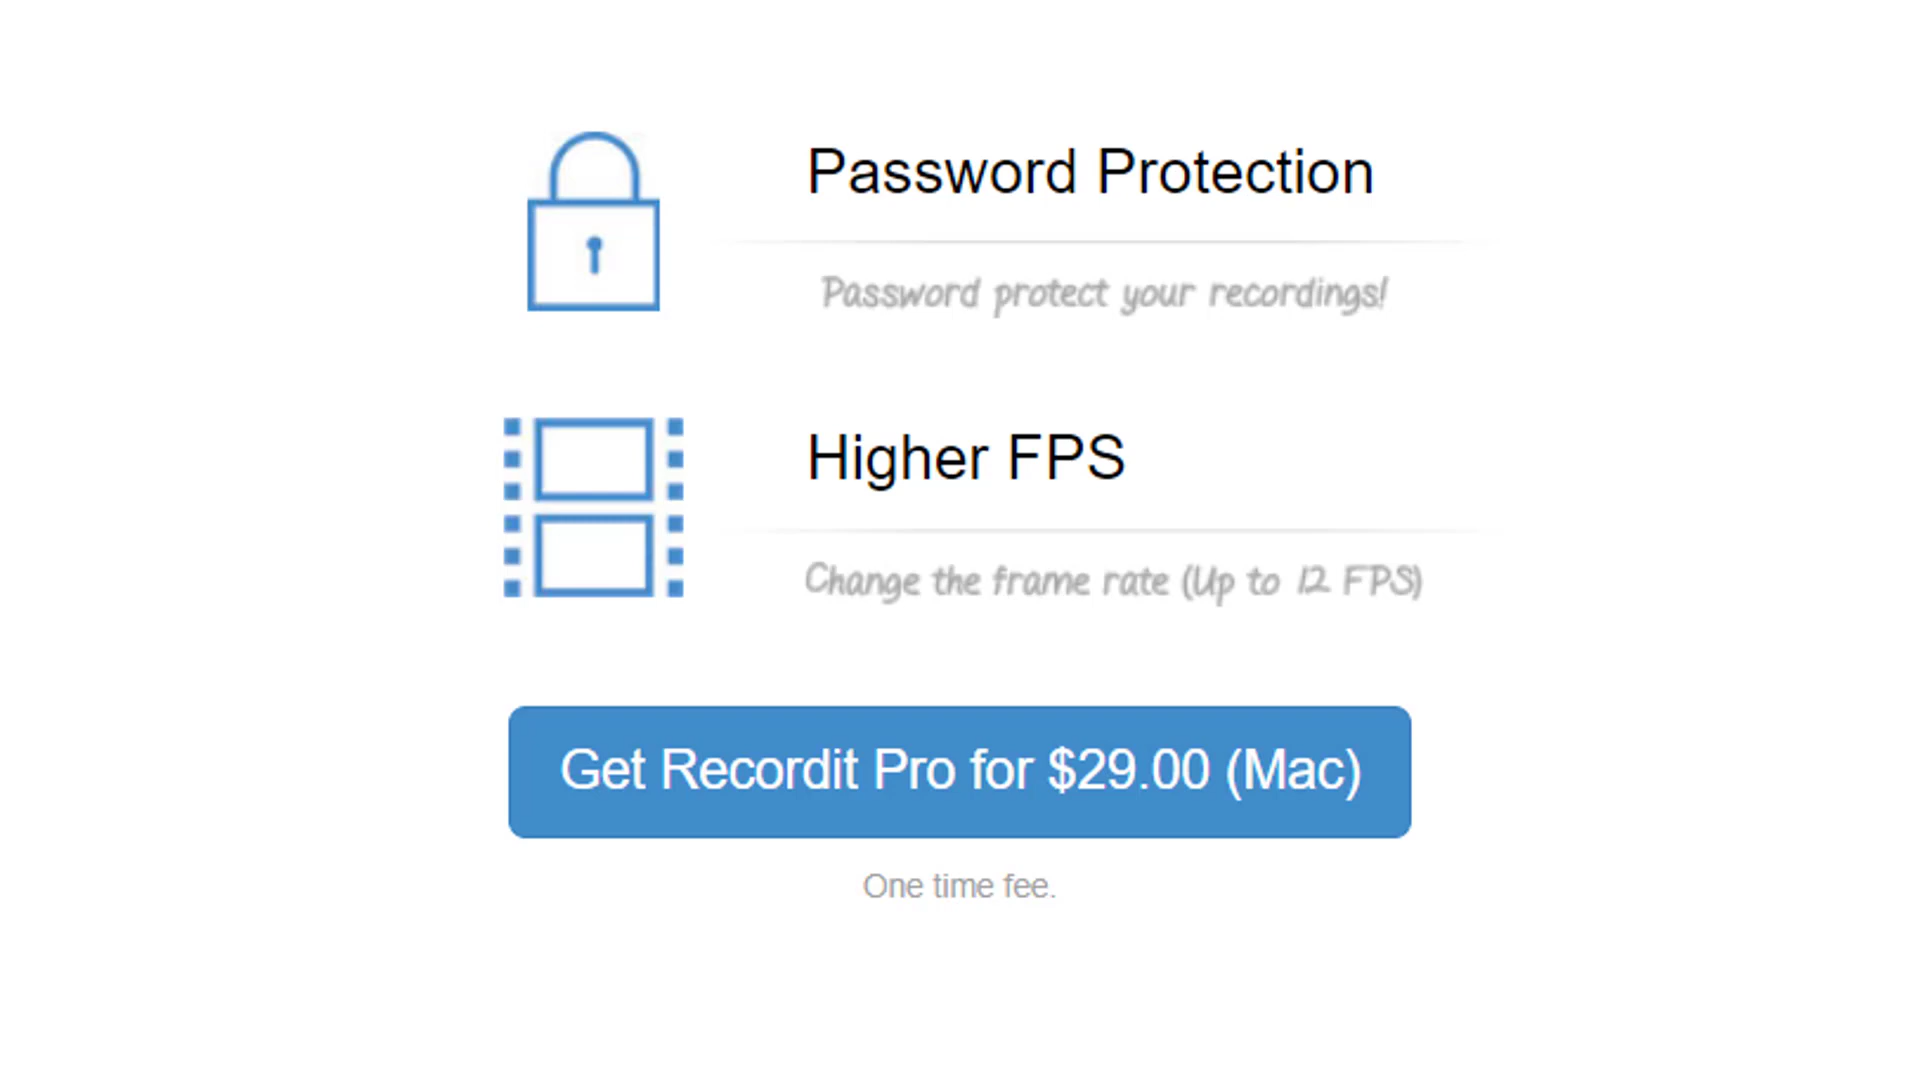 Password Protection
Password protect your recordings!
Higher FPS
Change the frame rate (Up to 12 FPS)
Get Recordit Pro for $29.00 (Mac)
One time fee.